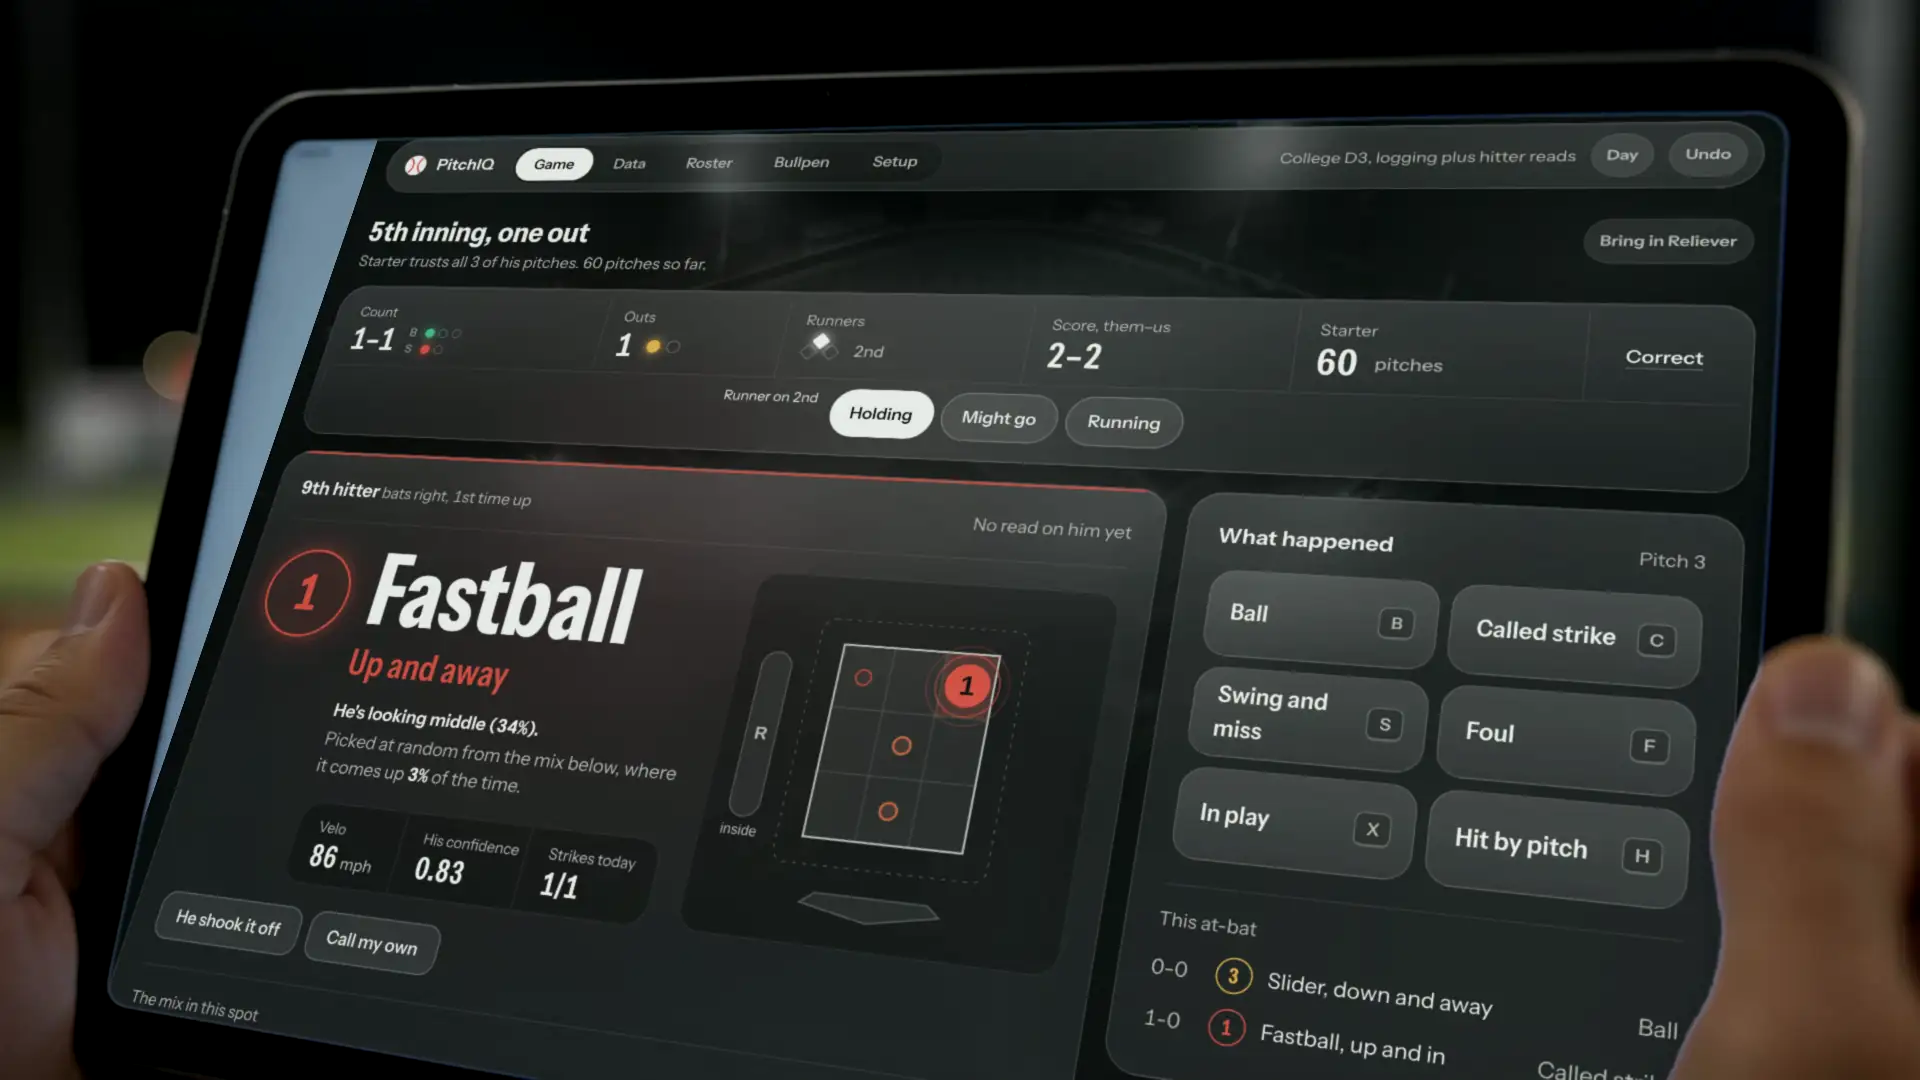 PitchIQ
Game
Data
Roster
Bullpen
Setup
College D3, logging plus hitter reads
Day
Undo
5th inning, one out
Starter trusts all 3 of his pitches. 60 pitches so far.
Bring in Reliever
Count
1-1
B
S
Outs
1
Runners
2nd
Score, them-us
2-2
Starter
60 pitches
Correct
Runner on 2nd
Holding
Might go
Running
9th hitter bats right, 1st time up
No read on him yet
1
Fastball
Up and away
He's looking middle (34%).
Picked at random from the mix below, where
it comes up 3% of the time.
Velo
86 mph
His confidence
0.83
Strikes today
1/1
He shook it off
Call my own
The mix in this spot
R
inside
1
What happened
Pitch 3
Ball B
Called strike C
Swing and
miss S
Foul F
In play X
Hit by pitch H
This at-bat
0-0 3 Slider, down and away
Ball
1-0 1 Fastball, up and in
Called